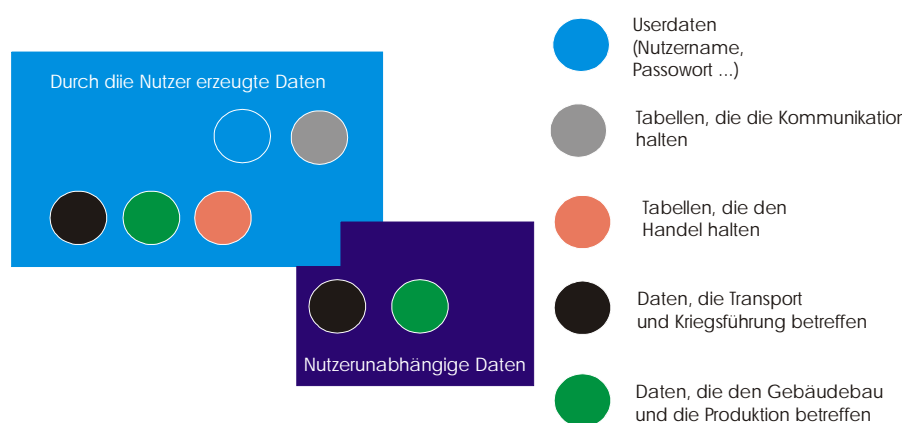 Durch diie Nutzer erzeugte Daten
Nutzerunabhängige Daten
Userdaten
(Nutzername,
Passowort ...)
Tabellen, die die Kommunikation
halten
Tabellen, die den
Handel halten
Daten, die Transport
und Kriegsführung betreffen
Daten, die den Gebäudebau
und die Produktion betreffen